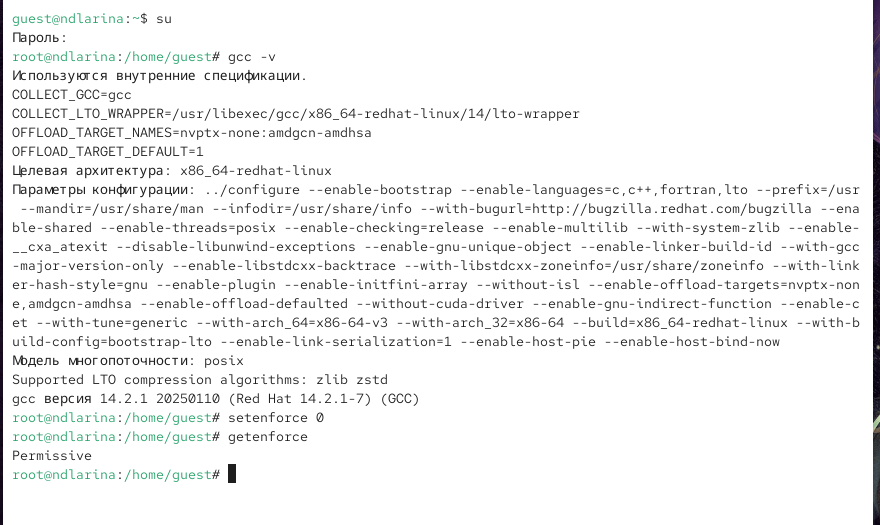 guest@ndlarina:~$ su
Пароль:
root@ndlarina:/home/guest# gcc -v
Используются внутренние спецификации.
COLLECT_GCC=gcc
COLLECT_LTO_WRAPPER=/usr/libexec/gcc/x86_64-redhat-linux/14/lto-wrapper
OFFLOAD_TARGET_NAMES=nvptx-none:amdgcn-amdhsa
OFFLOAD_TARGET_DEFAULT=1
Целевая архитектура: x86_64-redhat-linux
Параметры конфигурации: ../configure --enable-bootstrap --enable-languages=c,c++,fortran,lto --prefix=/usr
 --mandir=/usr/share/man --infodir=/usr/share/info --with-bugurl=http://bugzilla.redhat.com/bugzilla --ena
ble-shared --enable-threads=posix --enable-checking=release --enable-multilib --with-system-zlib --enable-
__cxa_atexit --disable-libunwind-exceptions --enable-gnu-unique-object --enable-linker-build-id --with-gcc
-major-version-only --enable-libstdcxx-backtrace --with-libstdcxx-zoneinfo=/usr/share/zoneinfo --with-link
er-hash-style=gnu --enable-plugin --enable-initfini-array --without-isl --enable-offload-targets=nvptx-non
e,amdgcn-amdhsa --enable-offload-defaulted --without-cuda-driver --enable-gnu-indirect-function --enable-c
et --with-tune=generic --with-arch_64=x86-64-v3 --with-arch_32=x86-64 --build=x86_64-redhat-linux --with-b
uild-config=bootstrap-lto --enable-link-serialization=1 --enable-host-pie --enable-host-bind-now
Модель многопоточности: posix
Supported LTO compression algorithms: zlib zstd
gcc версия 14.2.1 20250110 (Red Hat 14.2.1-7) (GCC)
root@ndlarina:/home/guest# setenforce 0
root@ndlarina:/home/guest# getenforce
Permissive
root@ndlarina:/home/guest#